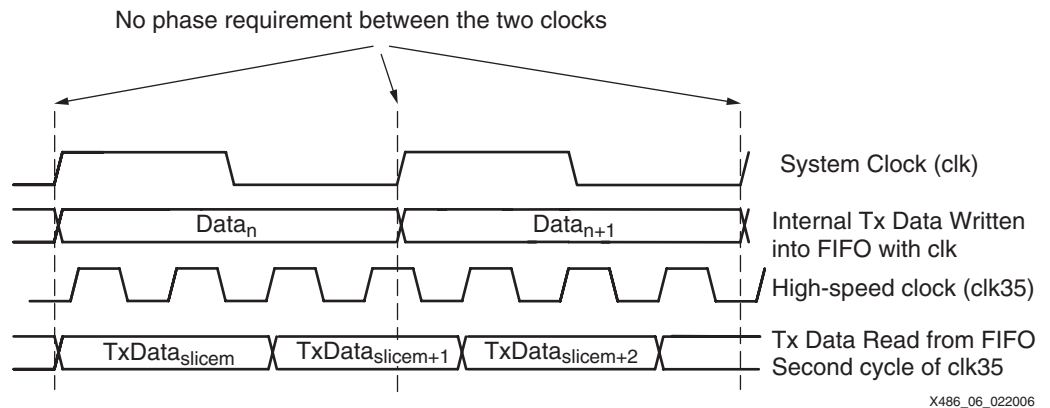 No phase requirement between the two clocks
System Clock (clk)
Data_n
Data_n+1
Internal Tx Data Written
into FIFO with clk
High-speed clock (clk35)
TxData_slicem
TxData_slicem+1
TxData_slicem+2
Tx Data Read from FIFO
Second cycle of clk35
X486_06_022006